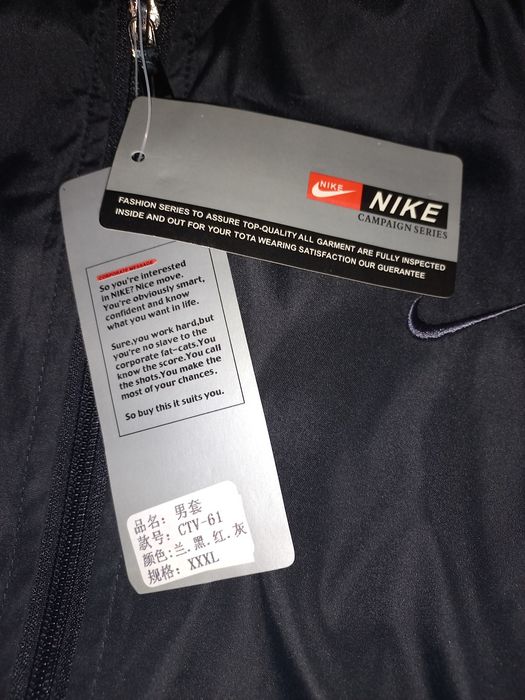 NIKE
NIKE
CAMPAIGN SERIES
FASHION SERIES TO ASSURE TOP-QUALITY ALL GARMENT ARE FULLY INSPECTED
INSIDE AND OUT FOR YOUR TOTA WEARING SATISFACTION OUR GUERANTEE
CORPORATE MESSAGE
So you're interested
in NIKE? Nice move.
You're obviously smart,
confident and know
what you want in life.
Sure,you work hard,but
you're no slave to the
corporate fat-cats.You
know the score.You call
the shots.You make the
most of your chances.
So buy this it suits you.
品名: 男套
款号: CTV-61
颜色:兰.黑.红.灰
规格: XXXL